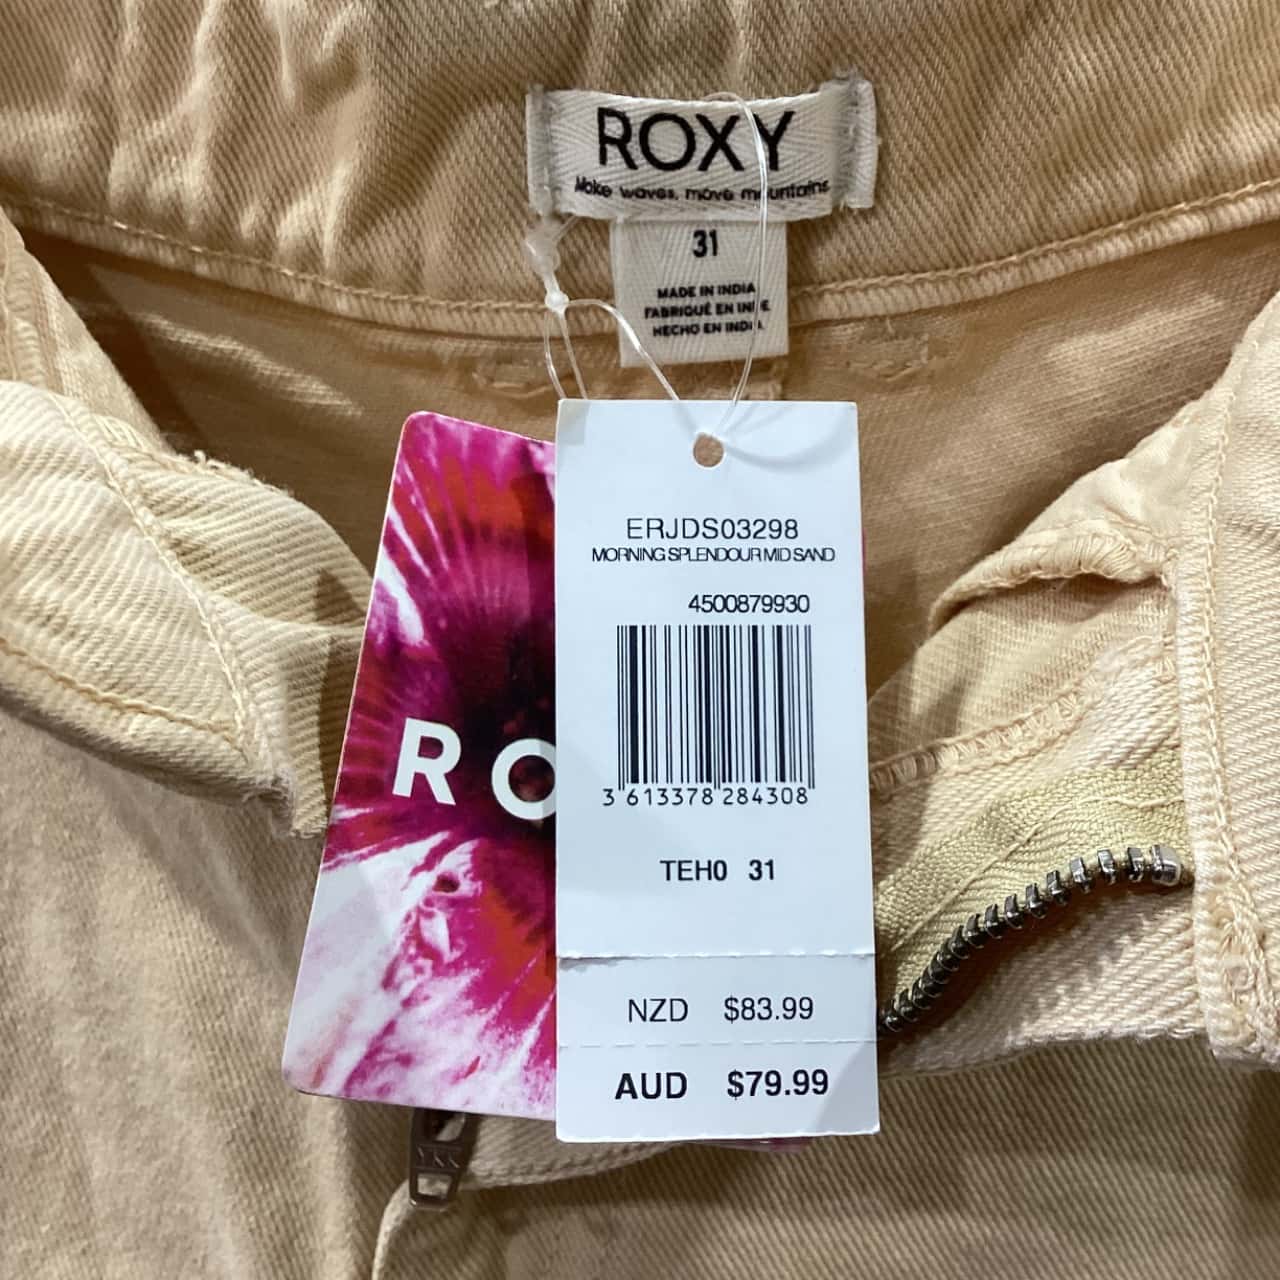 ROXY
Make waves, move mountains
31
MADE IN INDIA
FABRIQUÉ EN INDE
HECHO EN INDIA
ERJDS03298
MORNING SPLENDOUR MID SAND
4500879930
3 613378 284308
TEH0 31
RO
NZD $83.99
AUD $79.99
YKK